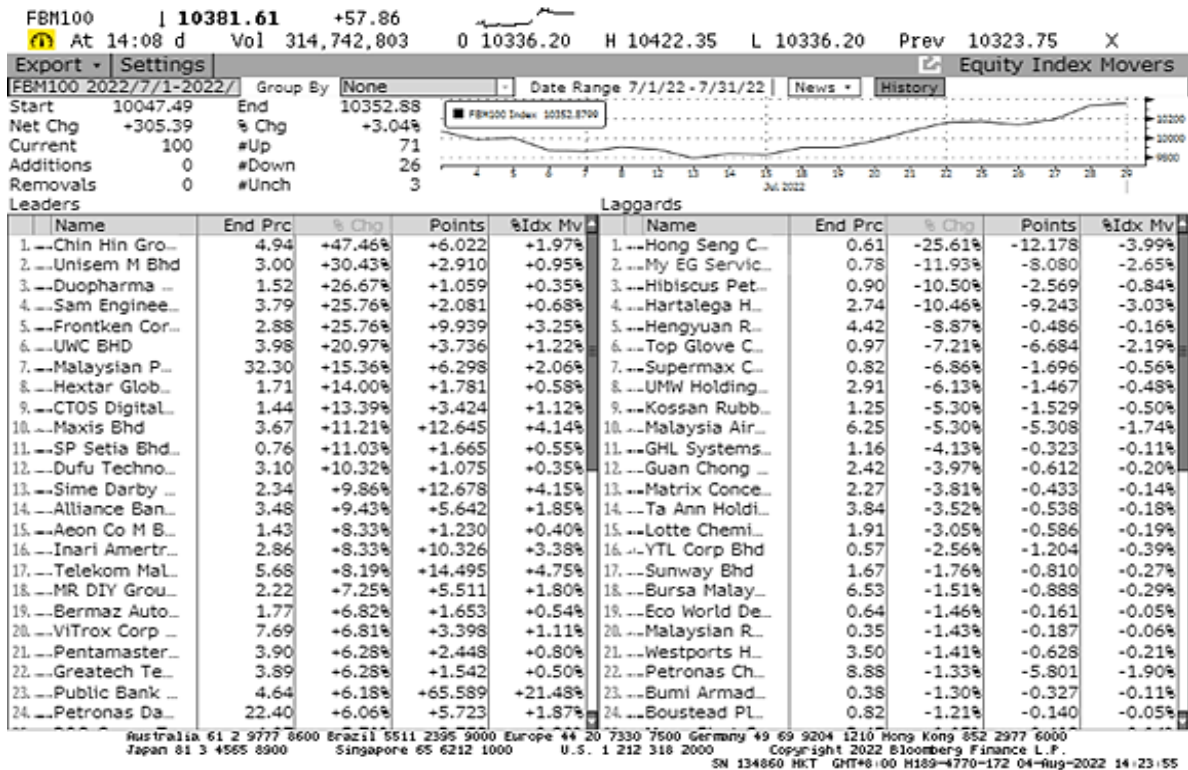 FBM100 ↓ 10381.61 +57.86
At 14:08 d Vol 314,742,803 O 10336.20 H 10422.35 L 10336.20 Prev 10323.75 X
Export Settings Equity Index Movers
FBM100 2022/7/1-2022/ Group By None Date Range 7/1/22-7/31/22 News History
Start 10047.49 End 10352.88
Net Chg +305.39 % Chg +3.04%
Current 100 #Up 71
Additions 0 #Down 26
Removals 0 #Unch 3
FBM100 Index 10352.8799
10200
10000
9800
4 5 6 7 8 12 13 14 15 18 19 20 21 22 25 26 27 28 29
Jul 2022
Leaders Laggards
Name End Prc % Chg Points %Idx Mv Name End Prc % Chg Points %Idx Mv
1. Chin Hin Gro… 4.94 +47.46% +6.022 +1.97% 1. Hong Seng C… 0.61 -25.61% -12.178 -3.99%
2. Unisem M Bhd 3.00 +30.43% +2.910 +0.95% 2. My EG Servic… 0.78 -11.93% -8.080 -2.65%
3. Duopharma … 1.52 +26.67% +1.059 +0.35% 3. Hibiscus Pet… 0.90 -10.50% -2.569 -0.84%
4. Sam Enginee… 3.79 +25.76% +2.081 +0.68% 4. Hartalega H… 2.74 -10.46% -9.243 -3.03%
5. Frontken Cor… 2.88 +25.76% +9.939 +3.25% 5. Hengyuan R… 4.42 -8.87% -0.486 -0.16%
6. UWC BHD 3.98 +20.97% +3.736 +1.22% 6. Top Glove C… 0.97 -7.21% -6.684 -2.19%
7. Malaysian P… 32.30 +15.36% +6.298 +2.06% 7. Supermax C… 0.82 -6.86% -1.696 -0.56%
8. Hextar Glob… 1.71 +14.00% +1.781 +0.58% 8. UMW Holding… 2.91 -6.13% -1.467 -0.48%
9. CTOS Digital… 1.44 +13.39% +3.424 +1.12% 9. Kossan Rubb… 1.25 -5.30% -1.529 -0.50%
10. Maxis Bhd 3.67 +11.21% +12.645 +4.14% 10. Malaysia Air… 6.25 -5.30% -5.308 -1.74%
11. SP Setia Bhd… 0.76 +11.03% +1.665 +0.55% 11. GHL Systems… 1.16 -4.13% -0.323 -0.11%
12. Dufu Techno… 3.10 +10.32% +1.075 +0.35% 12. Guan Chong … 2.42 -3.97% -0.612 -0.20%
13. Sime Darby … 2.34 +9.86% +12.678 +4.15% 13. Matrix Conce… 2.27 -3.81% -0.433 -0.14%
14. Alliance Ban… 3.48 +9.43% +5.642 +1.85% 14. Ta Ann Holdi… 3.84 -3.52% -0.538 -0.18%
15. Aeon Co M B… 1.43 +8.33% +1.230 +0.40% 15. Lotte Chemi… 1.91 -3.05% -0.586 -0.19%
16. Inari Amertr… 2.86 +8.33% +10.326 +3.38% 16. YTL Corp Bhd 0.57 -2.56% -1.204 -0.39%
17. Telekom Mal… 5.68 +8.19% +14.495 +4.75% 17. Sunway Bhd 1.67 -1.76% -0.810 -0.27%
18. MR DIY Grou… 2.22 +7.25% +5.511 +1.80% 18. Bursa Malay… 6.53 -1.51% -0.888 -0.29%
19. Bermaz Auto… 1.77 +6.82% +1.653 +0.54% 19. Eco World De… 0.64 -1.46% -0.161 -0.05%
20. ViTrox Corp … 7.69 +6.81% +3.398 +1.11% 20. Malaysian R… 0.35 -1.43% -0.187 -0.06%
21. Pentamaster… 3.90 +6.28% +2.448 +0.80% 21. Westports H… 3.50 -1.41% -0.628 -0.21%
22. Greatech Te… 3.89 +6.28% +1.542 +0.50% 22. Petronas Ch… 8.88 -1.33% -5.801 -1.90%
23. Public Bank … 4.64 +6.18% +65.589 +21.48% 23. Bumi Armad… 0.38 -1.30% -0.327 -0.11%
24. Petronas Da… 22.40 +6.06% +5.723 +1.87% 24. Boustead Pl… 0.82 -1.21% -0.140 -0.05%
Australia 61 2 9777 8600 Brazil 5511 2395 9000 Europe 44 20 7330 7500 Germany 49 69 9204 1210 Hong Kong 852 2977 6000
Japan 81 3 4565 8900 Singapore 65 6212 1000 U.S. 1 212 318 2000 Copyright 2022 Bloomberg Finance L.P.
SN 134860 HKT GMT+8:00 H189-4770-172 04-Aug-2022 14:23:55